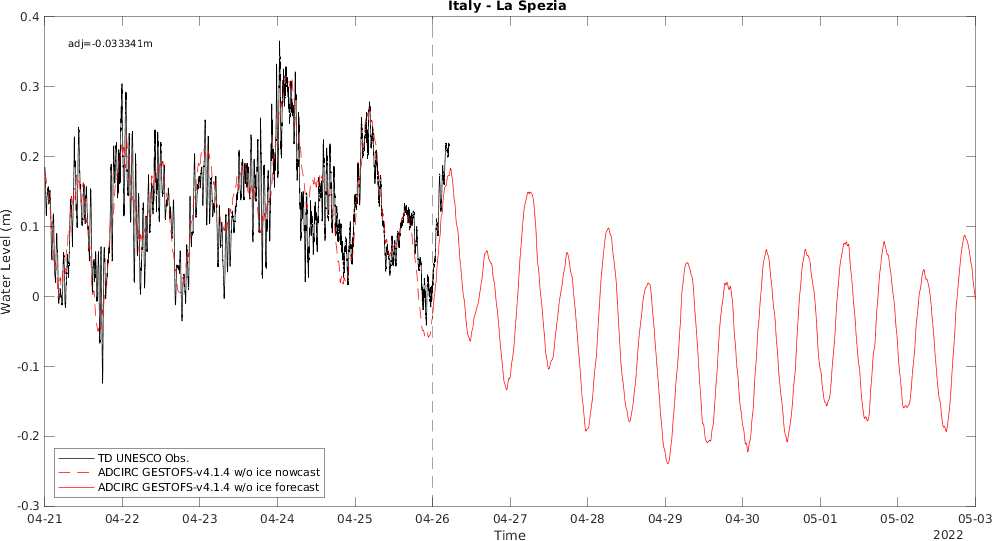 Italy - La Spezia
adj=-0.033341m
Water Level (m)
0.4
0.3
0.2
0.1
0
-0.1
-0.2
-0.3
TD UNESCO Obs.
ADCIRC GESTOFS-v4.1.4 w/o ice nowcast
ADCIRC GESTOFS-v4.1.4 w/o ice forecast
04-21 04-22 04-23 04-24 04-25 04-26 04-27 04-28 04-29 04-30 05-01 05-02 05-03
Time
2022